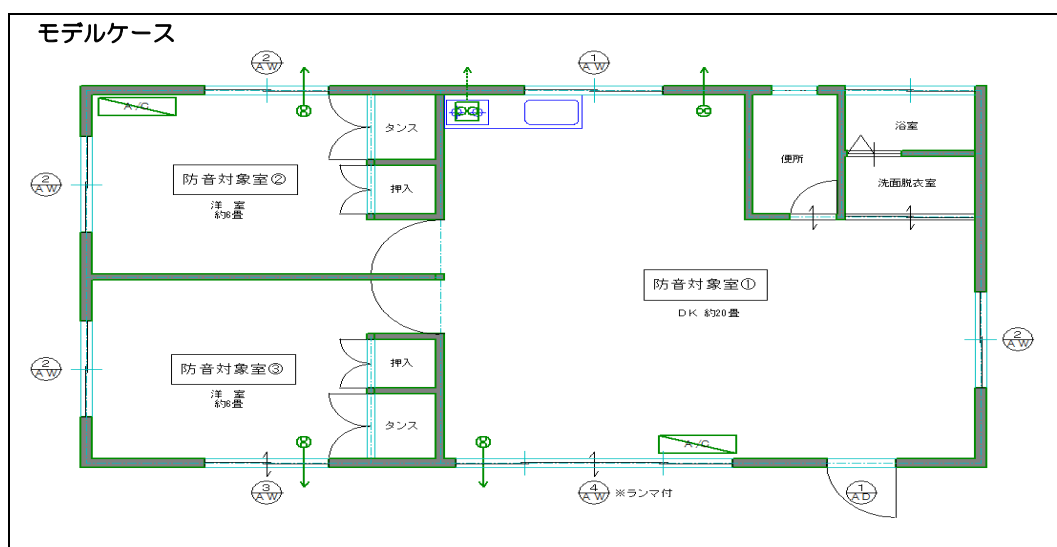 モデルケース
2
AW
1
AW
A/C
タンス
浴室
便所
防音対象室②
洋 室
約6畳
押入
洗面脱衣室
2
AW
防音対象室①
DK 約20畳
2
AW
2
AW
防音対象室③
洋 室
約6畳
押入
タンス
A/C
3
AW
4
AW
※ランマ付
1
AD